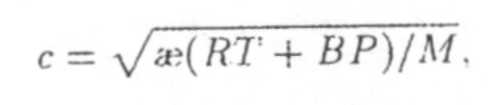 c = √æ(RT + BP)/M,